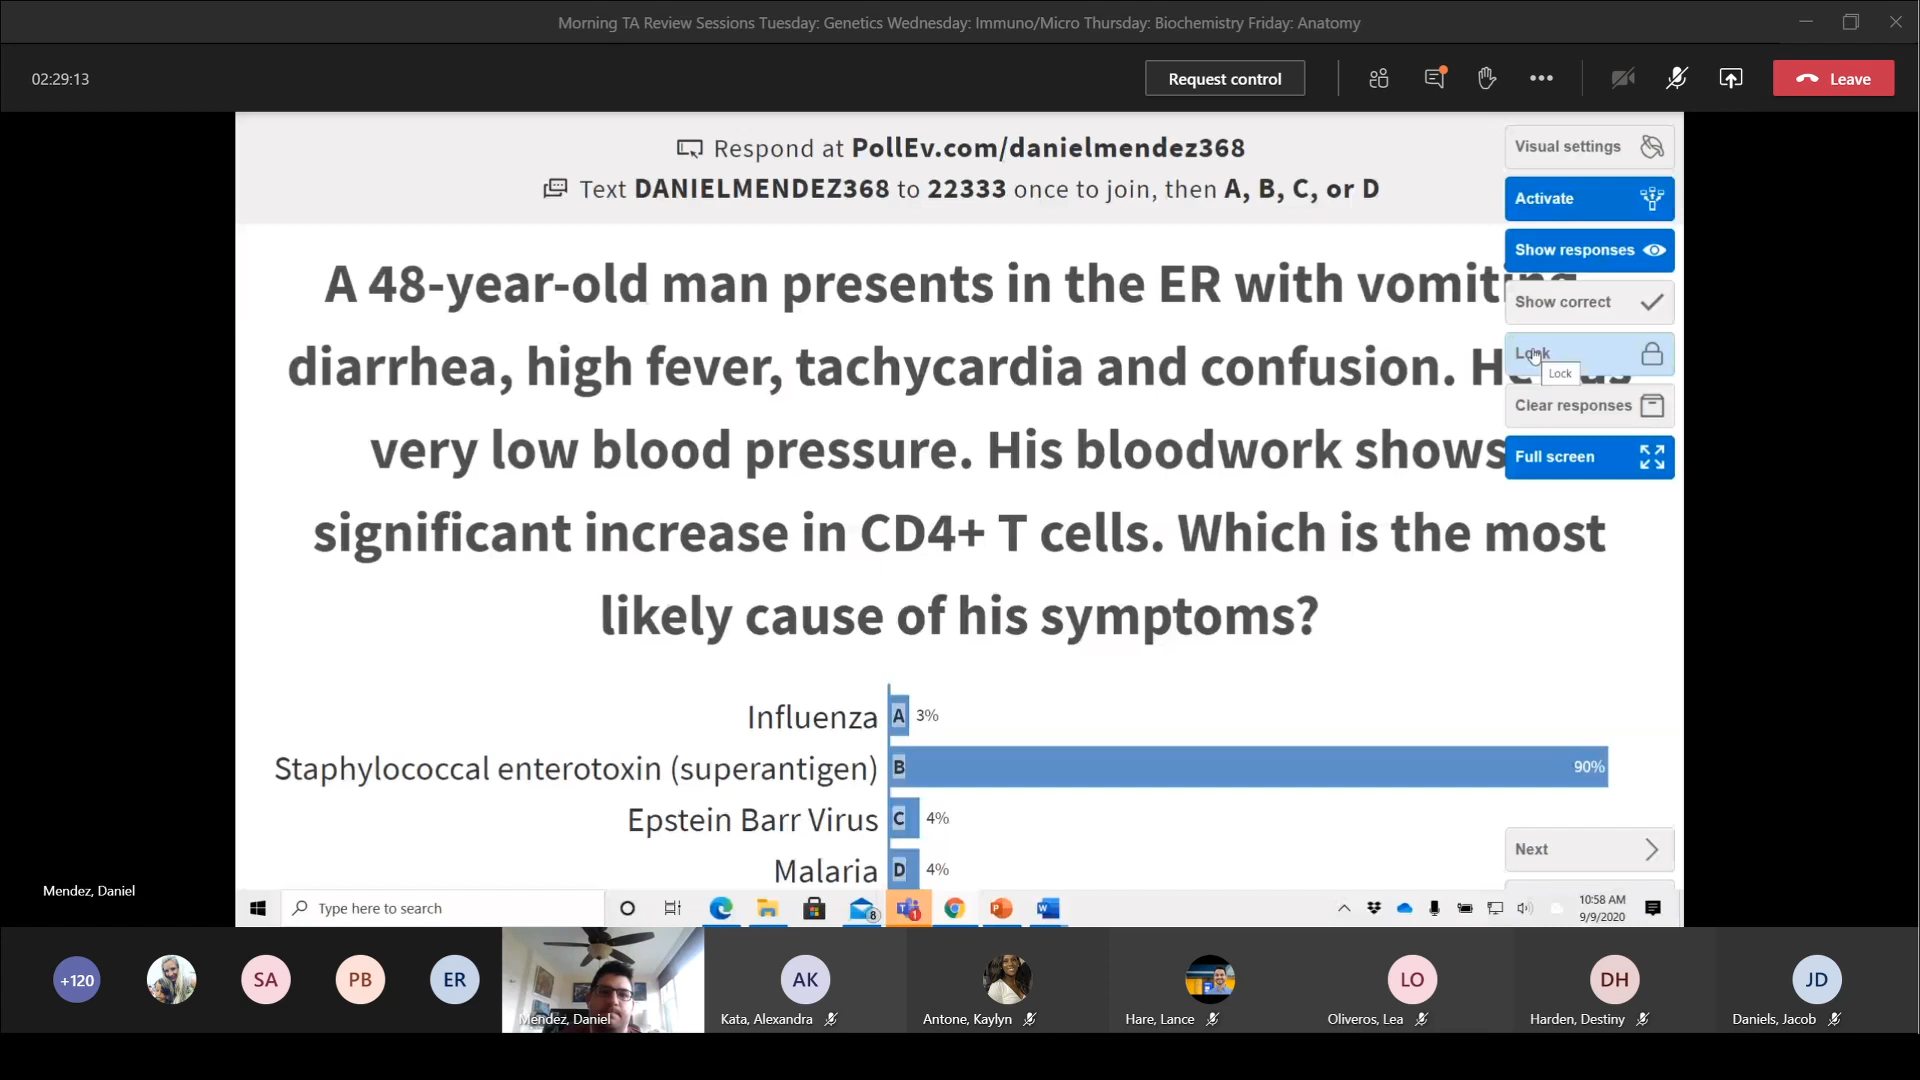 Morning TA Review Sessions Tuesday: Genetics Wednesday: Immuno/Micro Thursday: Biochemistry Friday: Anatomy
02:29:13
Request control
Leave
Respond at PollEv.com/danielmendez368
Text DANIELMENDEZ368 to 22333 once to join, then A, B, C, or D
Visual settings
Activate
Show responses
Show correct
Lock
Lock
Clear responses
Full screen
A 48-year-old man presents in the ER with vomiting
diarrhea, high fever, tachycardia and confusion. He has
very low blood pressure. His bloodwork shows
significant increase in CD4+ T cells. Which is the most
likely cause of his symptoms?
Influenza A 3%
Staphylococcal enterotoxin (superantigen) B 90%
Epstein Barr Virus C 4%
Malaria D 4%
Next
Mendez, Daniel
Type here to search
8
1
10:58 AM
9/9/2020
+120
SA
PB
ER
Mendez, Daniel
AK
Kata, Alexandra
Antone, Kaylyn
Hare, Lance
LO
Oliveros, Lea
DH
Harden, Destiny
JD
Daniels, Jacob